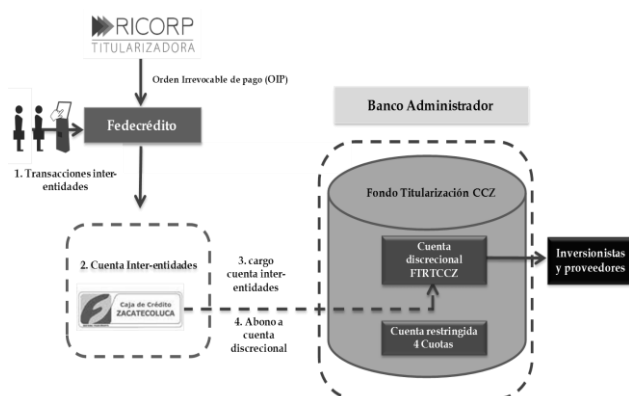 RICORP
TITULARIZADORA
Orden Irrevocable de pago (OIP)
Banco Administrador
Fedecrédito
1. Transacciones inter-
entidades
Fondo Titularización CCZ
2. Cuenta Inter-entidades
3. cargo
cuenta inter-
entidades
Cuenta
discrecional
FIRTCCZ
Inversionistas
y proveedores
Caja de Crédito
ZACATECOLUCA
4. Abono a
cuenta
discrecional
Cuenta restringida
4 Cuotas